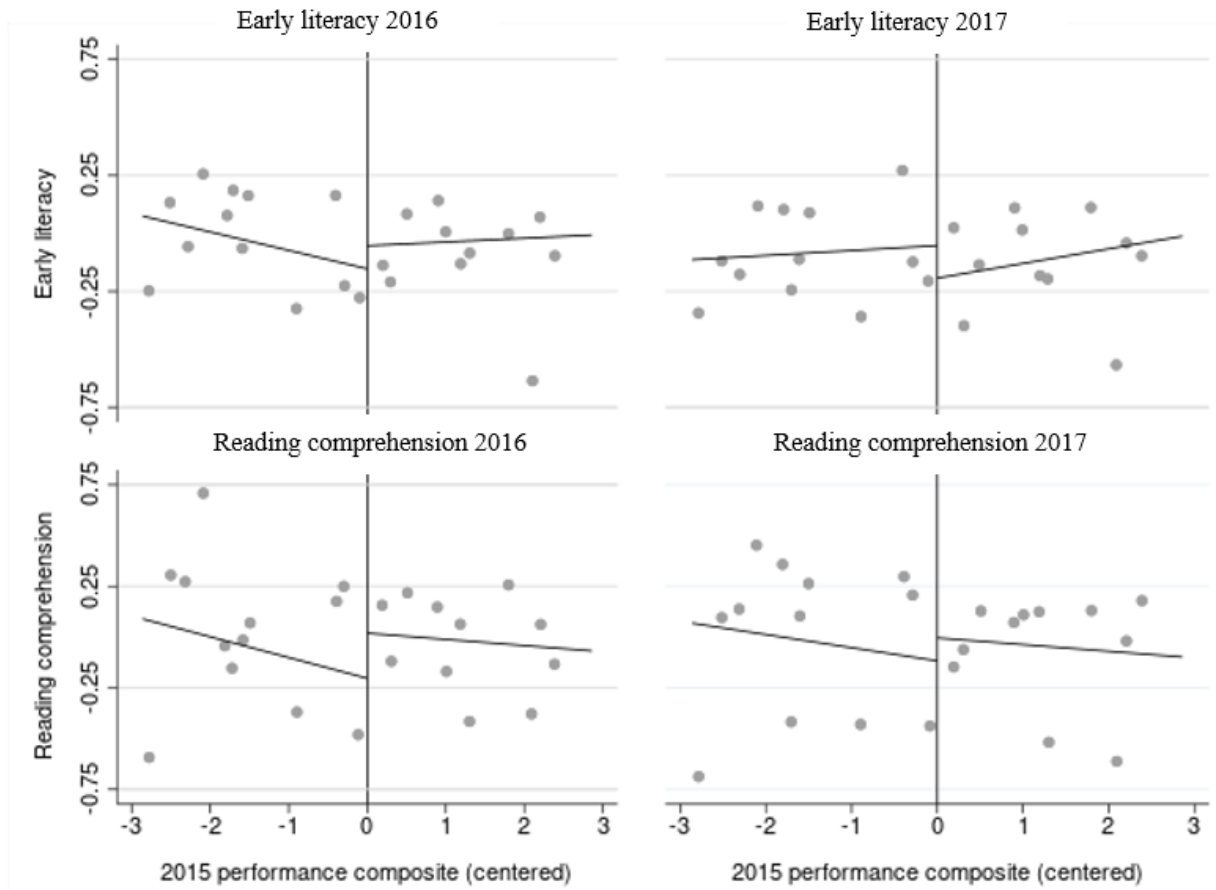 Early literacy 2016
Early literacy 2017
0.75
0.25
-0.25
-0.75
Early literacy
Reading comprehension 2016
Reading comprehension 2017
0.75
0.25
-0.25
-0.75
Reading comprehension
-3 -2 -1 0 1 2 3
-3 -2 -1 0 1 2 3
2015 performance composite (centered)
2015 performance composite (centered)